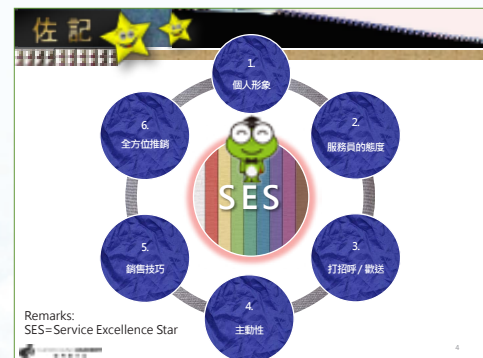 佐記
1.
個人形象
2.
服務員的態度
3.
打招呼 / 歡送
4.
主動性
5.
銷售技巧
6.
全方位推銷
SES
Remarks:
SES=Service Excellence Star
4